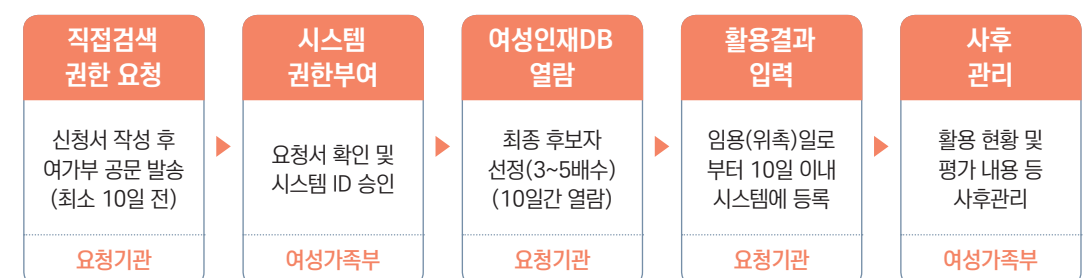 직접검색
권한 요청
신청서 작성 후
여가부 공문 발송
(최소 10일 전)
요청기관
시스템
권한부여
요청서 확인 및
시스템 ID 승인
여성가족부
여성인재DB
열람
최종 후보자
선정(3~5배수)
(10일간 열람)
요청기관
활용결과
입력
임용(위촉)일로
부터 10일 이내
시스템에 등록
요청기관
사후
관리
활용 현황 및
평가 내용 등
사후관리
여성가족부